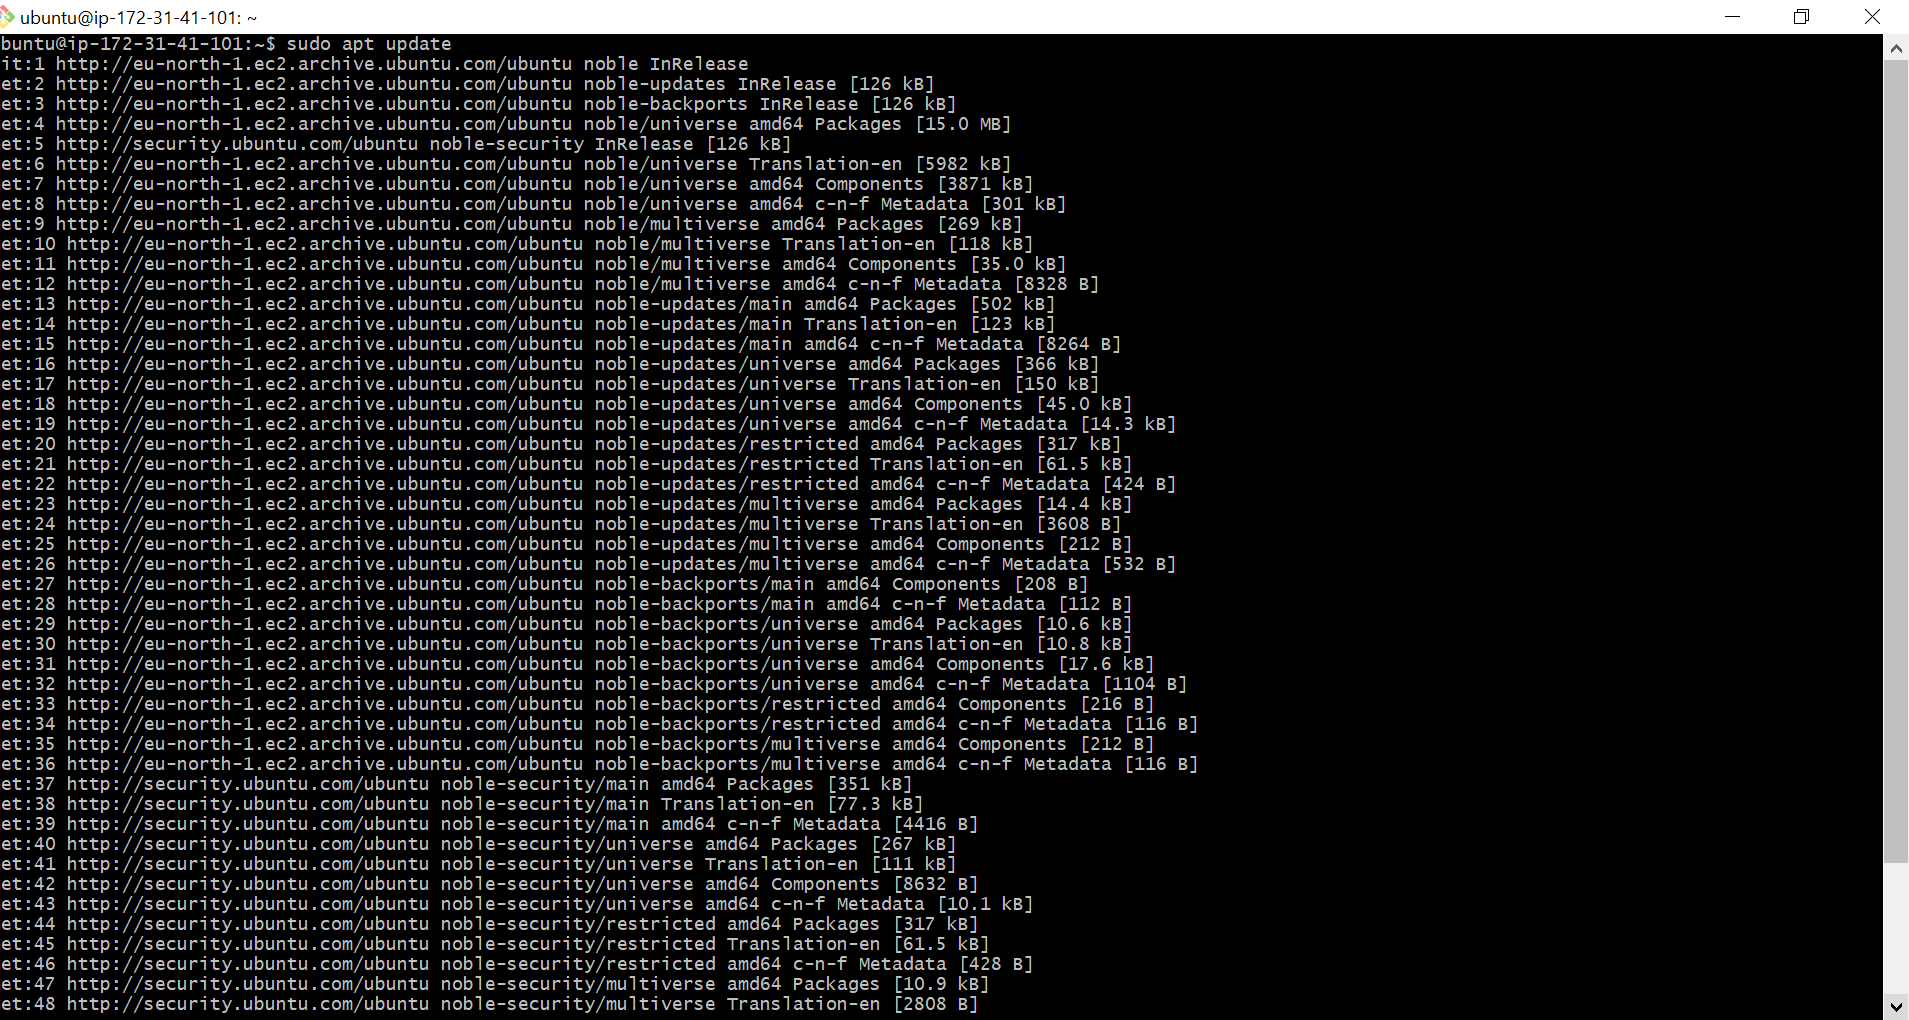 ubuntu@ip-172-31-41-101: ~
buntu@ip-172-31-41-101:~$ sudo apt update
it:1 http://eu-north-1.ec2.archive.ubuntu.com/ubuntu noble InRelease
et:2 http://eu-north-1.ec2.archive.ubuntu.com/ubuntu noble-updates InRelease [126 kB]
et:3 http://eu-north-1.ec2.archive.ubuntu.com/ubuntu noble-backports InRelease [126 kB]
et:4 http://eu-north-1.ec2.archive.ubuntu.com/ubuntu noble/universe amd64 Packages [15.0 MB]
et:5 http://security.ubuntu.com/ubuntu noble-security InRelease [126 kB]
et:6 http://eu-north-1.ec2.archive.ubuntu.com/ubuntu noble/universe Translation-en [5982 kB]
et:7 http://eu-north-1.ec2.archive.ubuntu.com/ubuntu noble/universe amd64 Components [3871 kB]
et:8 http://eu-north-1.ec2.archive.ubuntu.com/ubuntu noble/universe amd64 c-n-f Metadata [301 kB]
et:9 http://eu-north-1.ec2.archive.ubuntu.com/ubuntu noble/multiverse amd64 Packages [269 kB]
et:10 http://eu-north-1.ec2.archive.ubuntu.com/ubuntu noble/multiverse Translation-en [118 kB]
et:11 http://eu-north-1.ec2.archive.ubuntu.com/ubuntu noble/multiverse amd64 Components [35.0 kB]
et:12 http://eu-north-1.ec2.archive.ubuntu.com/ubuntu noble/multiverse amd64 c-n-f Metadata [8328 B]
et:13 http://eu-north-1.ec2.archive.ubuntu.com/ubuntu noble-updates/main amd64 Packages [502 kB]
et:14 http://eu-north-1.ec2.archive.ubuntu.com/ubuntu noble-updates/main Translation-en [123 kB]
et:15 http://eu-north-1.ec2.archive.ubuntu.com/ubuntu noble-updates/main amd64 c-n-f Metadata [8264 B]
et:16 http://eu-north-1.ec2.archive.ubuntu.com/ubuntu noble-updates/universe amd64 Packages [366 kB]
et:17 http://eu-north-1.ec2.archive.ubuntu.com/ubuntu noble-updates/universe Translation-en [150 kB]
et:18 http://eu-north-1.ec2.archive.ubuntu.com/ubuntu noble-updates/universe amd64 Components [45.0 kB]
et:19 http://eu-north-1.ec2.archive.ubuntu.com/ubuntu noble-updates/universe amd64 c-n-f Metadata [14.3 kB]
et:20 http://eu-north-1.ec2.archive.ubuntu.com/ubuntu noble-updates/restricted amd64 Packages [317 kB]
et:21 http://eu-north-1.ec2.archive.ubuntu.com/ubuntu noble-updates/restricted Translation-en [61.5 kB]
et:22 http://eu-north-1.ec2.archive.ubuntu.com/ubuntu noble-updates/restricted amd64 c-n-f Metadata [424 B]
et:23 http://eu-north-1.ec2.archive.ubuntu.com/ubuntu noble-updates/multiverse amd64 Packages [14.4 kB]
et:24 http://eu-north-1.ec2.archive.ubuntu.com/ubuntu noble-updates/multiverse Translation-en [3608 B]
et:25 http://eu-north-1.ec2.archive.ubuntu.com/ubuntu noble-updates/multiverse amd64 Components [212 B]
et:26 http://eu-north-1.ec2.archive.ubuntu.com/ubuntu noble-updates/multiverse amd64 c-n-f Metadata [532 B]
et:27 http://eu-north-1.ec2.archive.ubuntu.com/ubuntu noble-backports/main amd64 Components [208 B]
et:28 http://eu-north-1.ec2.archive.ubuntu.com/ubuntu noble-backports/main amd64 c-n-f Metadata [112 B]
et:29 http://eu-north-1.ec2.archive.ubuntu.com/ubuntu noble-backports/universe amd64 Packages [10.6 kB]
et:30 http://eu-north-1.ec2.archive.ubuntu.com/ubuntu noble-backports/universe Translation-en [10.8 kB]
et:31 http://eu-north-1.ec2.archive.ubuntu.com/ubuntu noble-backports/universe amd64 Components [17.6 kB]
et:32 http://eu-north-1.ec2.archive.ubuntu.com/ubuntu noble-backports/universe amd64 c-n-f Metadata [1104 B]
et:33 http://eu-north-1.ec2.archive.ubuntu.com/ubuntu noble-backports/restricted amd64 Components [216 B]
et:34 http://eu-north-1.ec2.archive.ubuntu.com/ubuntu noble-backports/restricted amd64 c-n-f Metadata [116 B]
et:35 http://eu-north-1.ec2.archive.ubuntu.com/ubuntu noble-backports/multiverse amd64 Components [212 B]
et:36 http://eu-north-1.ec2.archive.ubuntu.com/ubuntu noble-backports/multiverse amd64 c-n-f Metadata [116 B]
et:37 http://security.ubuntu.com/ubuntu noble-security/main amd64 Packages [351 kB]
et:38 http://security.ubuntu.com/ubuntu noble-security/main Translation-en [77.3 kB]
et:39 http://security.ubuntu.com/ubuntu noble-security/main amd64 c-n-f Metadata [4416 B]
et:40 http://security.ubuntu.com/ubuntu noble-security/universe amd64 Packages [267 kB]
et:41 http://security.ubuntu.com/ubuntu noble-security/universe Translation-en [111 kB]
et:42 http://security.ubuntu.com/ubuntu noble-security/universe amd64 Components [8632 B]
et:43 http://security.ubuntu.com/ubuntu noble-security/universe amd64 c-n-f Metadata [10.1 kB]
et:44 http://security.ubuntu.com/ubuntu noble-security/restricted amd64 Packages [317 kB]
et:45 http://security.ubuntu.com/ubuntu noble-security/restricted Translation-en [61.5 kB]
et:46 http://security.ubuntu.com/ubuntu noble-security/restricted amd64 c-n-f Metadata [428 B]
et:47 http://security.ubuntu.com/ubuntu noble-security/multiverse amd64 Packages [10.9 kB]
et:48 http://security.ubuntu.com/ubuntu noble-security/multiverse Translation-en [2808 B]